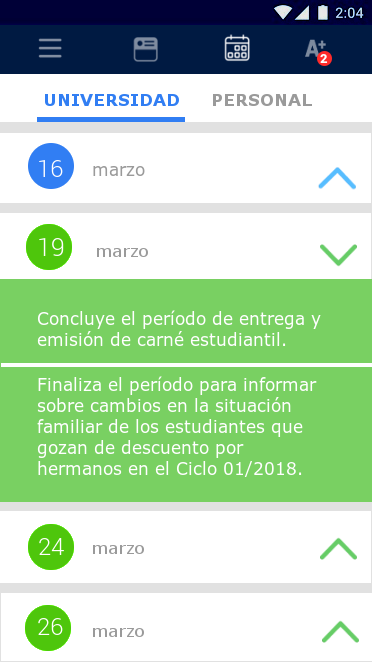 2:04
A+
2
UNIVERSIDAD PERSONAL
16 marzo
19 marzo
Concluye el período de entrega y
emisión de carné estudiantil.
Finaliza el período para informar
sobre cambios en la situación
familiar de los estudiantes que
gozan de descuento por
hermanos en el Ciclo 01/2018.
24 marzo
26 marzo